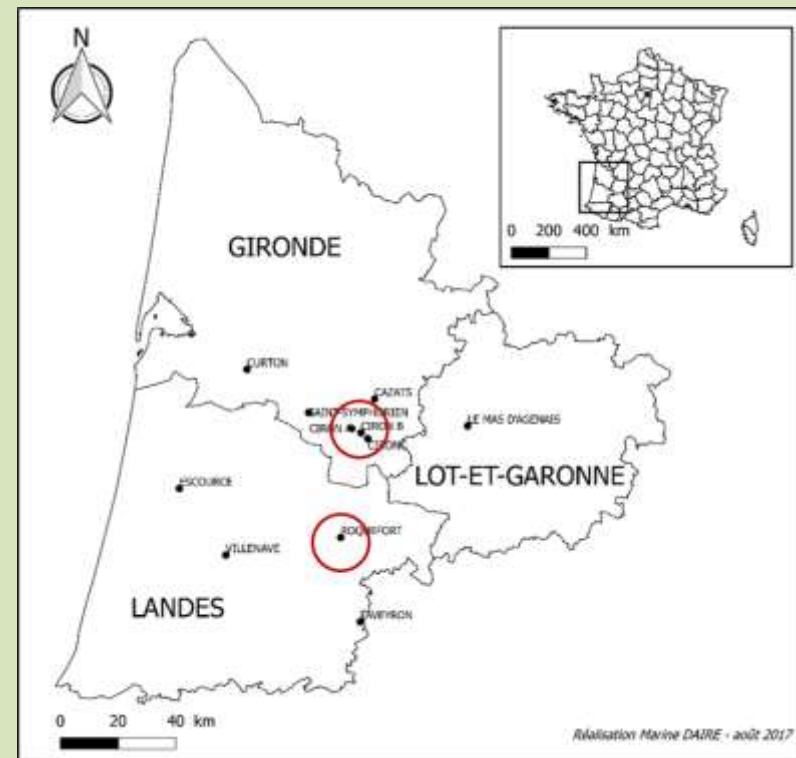 N
0 200 400 km
GIRONDE
CURTON
CAZATS
SAINT-SYMPHORIEN
LE MAS D'AGENAIS
CIRON B
LOT-ET-GARONNE
ESCOURCE
ROQUEFORT
VILLENAVE
LANDES
0 20 40 km
Réalisation Marine DAIRE - août 2017